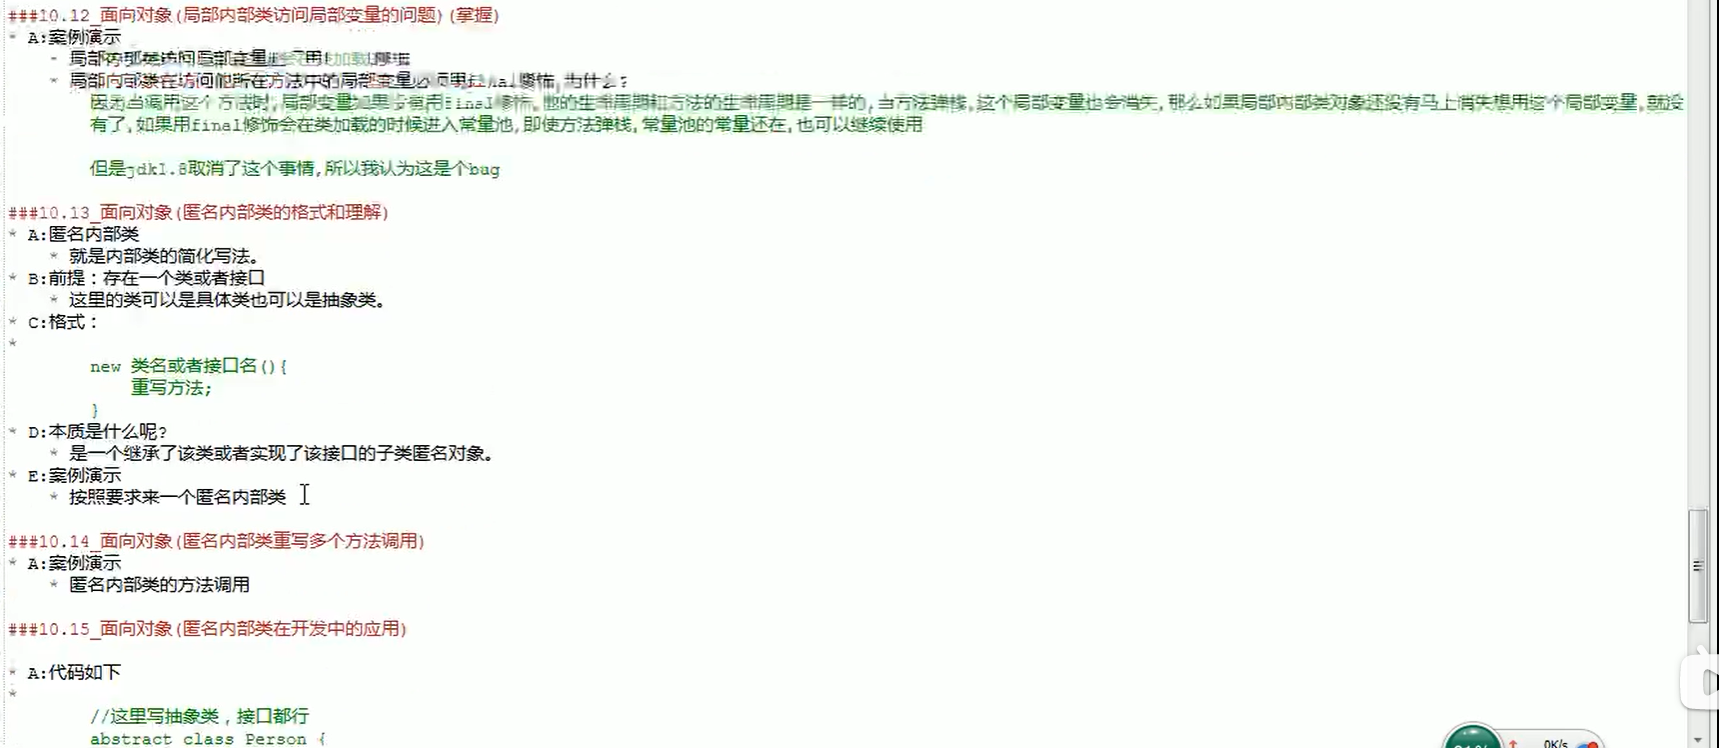 ###10.12_面向对象(局部内部类访问局部变量的问题)(掌握)
* A:案例演示
* 局部内部类访问局部变量
* 局部内部类在访问他所在方法中的局部变量必须用final修饰,为什么?
因为当调用这个方法时,局部变量如果没有用final修饰,他的生命周期和方法的生命周期是一样的,当方法弹栈,这个局部变量也会消失,那么如果局部内部类对象还没有马上消失想用这个局部变量,就没
有了,如果用final修饰会在类加载的时候进入常量池,即使方法弹栈,常量池的常量还在,也可以继续使用
但是jdk1.8取消了这个事情,所以我认为这是个bug
###10.13_面向对象(匿名内部类的格式和理解)
* A:匿名内部类
* 就是内部类的简化写法。
* B:前提：存在一个类或者接口
* 这里的类可以是具体类也可以是抽象类。
* C:格式：
*
new 类名或者接口名(){
重写方法;
}
* D:本质是什么呢?
* 是一个继承了该类或者实现了该接口的子类匿名对象。
* E:案例演示
* 按照要求来一个匿名内部类
###10.14_面向对象(匿名内部类重写多个方法调用)
* A:案例演示
* 匿名内部类的方法调用
###10.15_面向对象(匿名内部类在开发中的应用)
* A:代码如下
*
//这里写抽象类，接口都行
abstract class Person {
0K/s